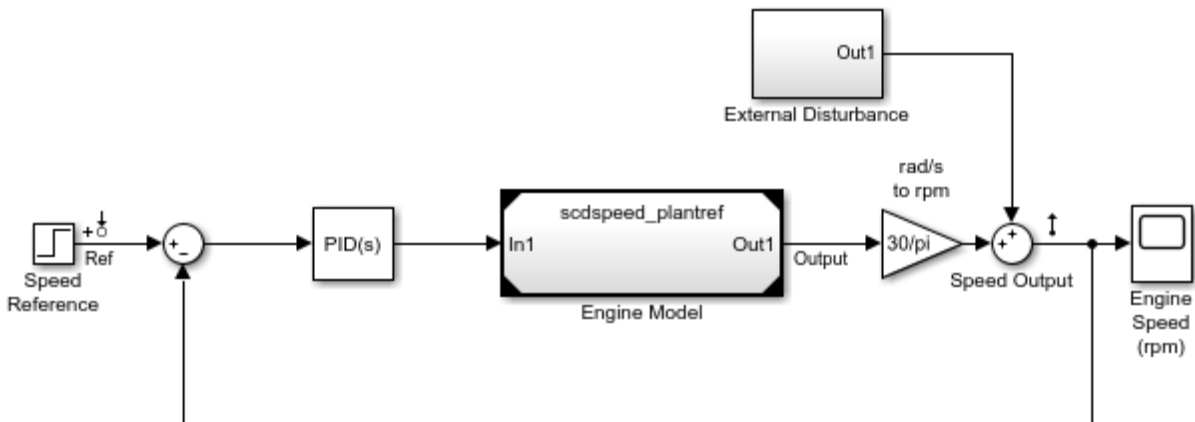 Out1
External Disturbance
rad/s
to rpm
+
Ref
Speed
Reference
+
−
PID(s)
scdspeed_plantref
In1
Out1
Engine Model
Output
30/pi
+
+
Speed Output
Engine
Speed
(rpm)